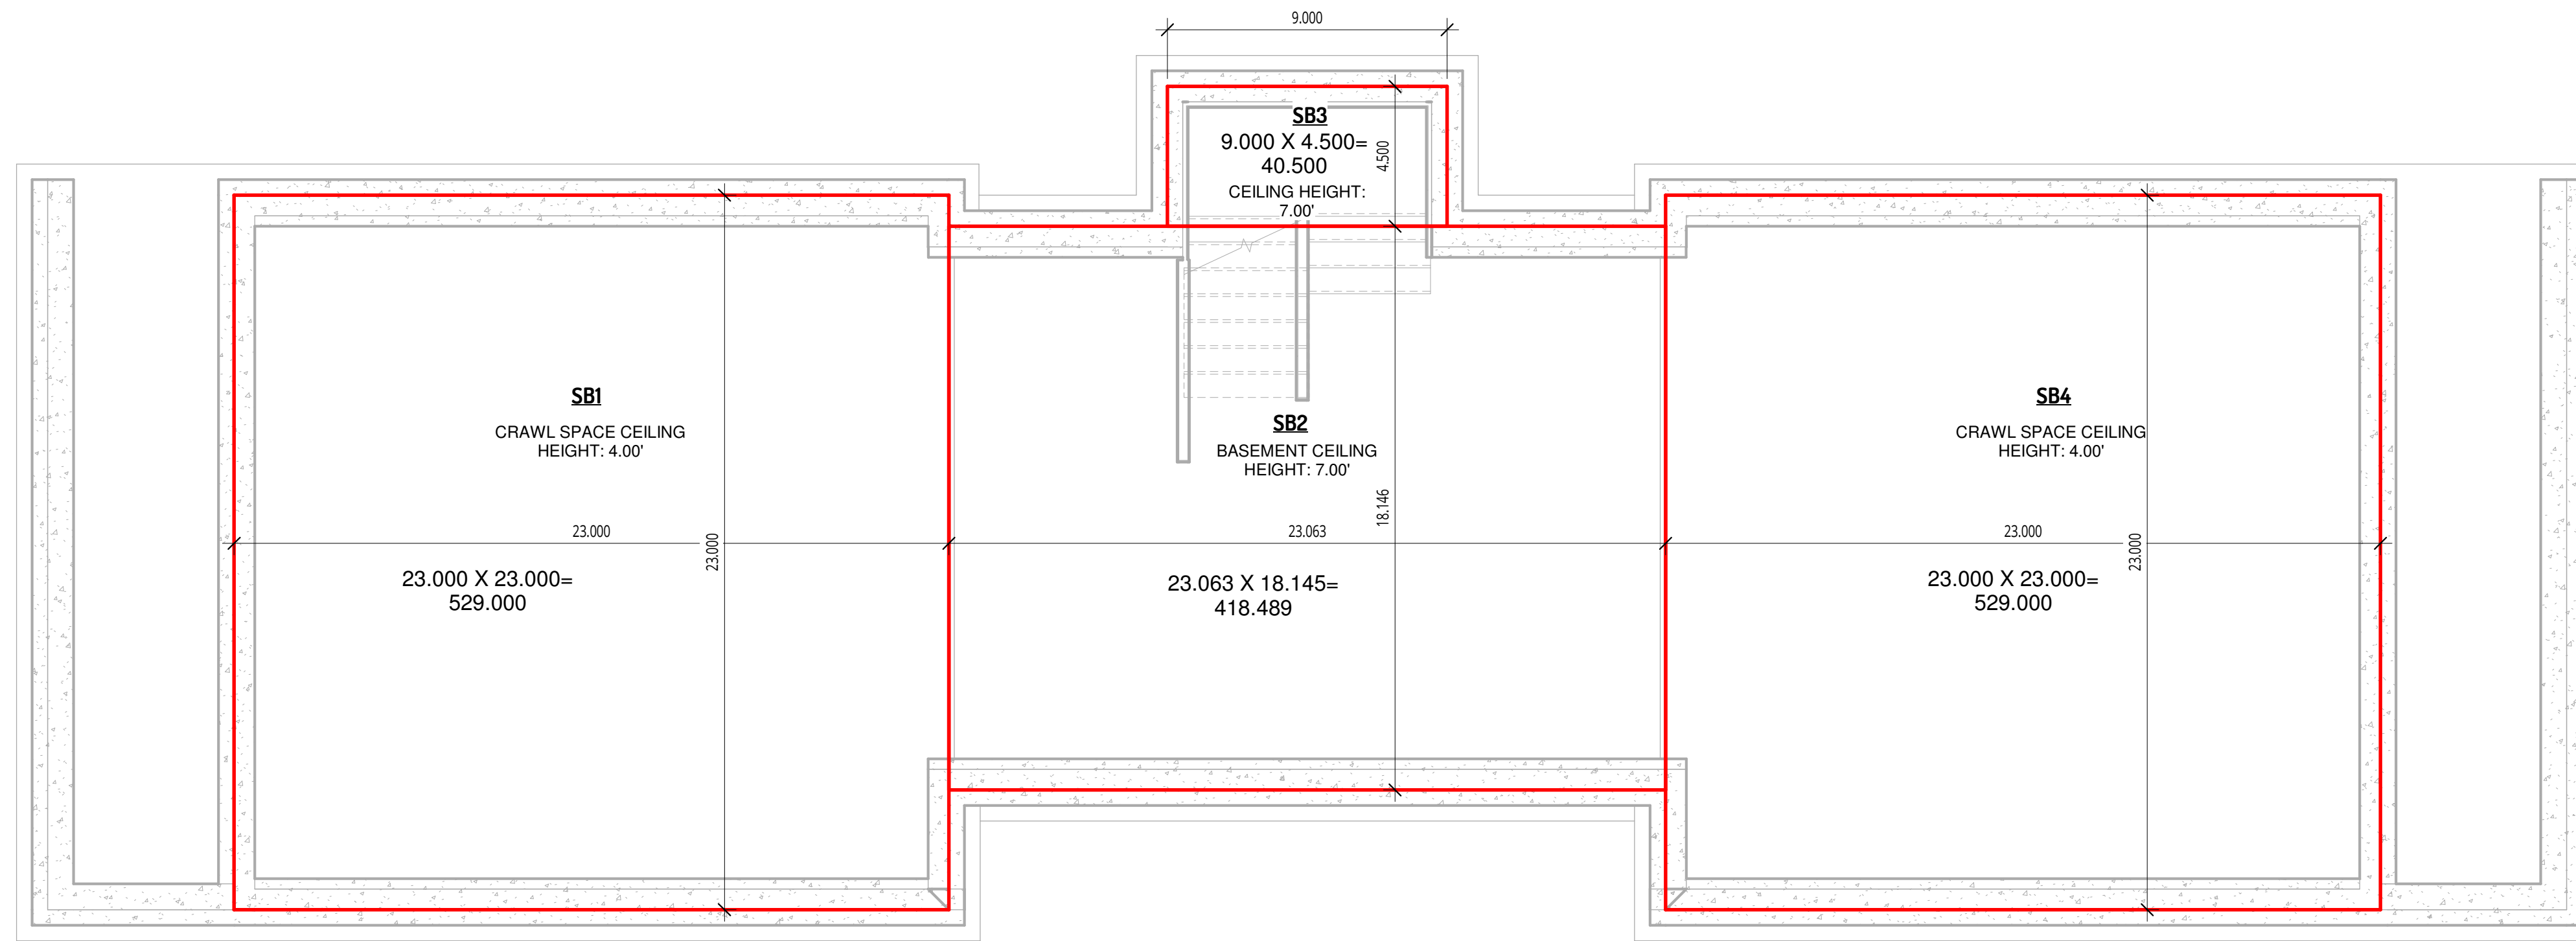 9.000
SB3
9.000 X 4.500=
40.500
4.500
CEILING HEIGHT:
7.00'
SB1
CRAWL SPACE CEILING
HEIGHT: 4.00'
23.000
23.000
23.000 X 23.000=
529.000
SB2
BASEMENT CEILING
HEIGHT: 7.00'
18.146
23.063
23.063 X 18.145=
418.489
SB4
CRAWL SPACE CEILING
HEIGHT: 4.00'
23.000
23.000
23.000 X 23.000=
529.000